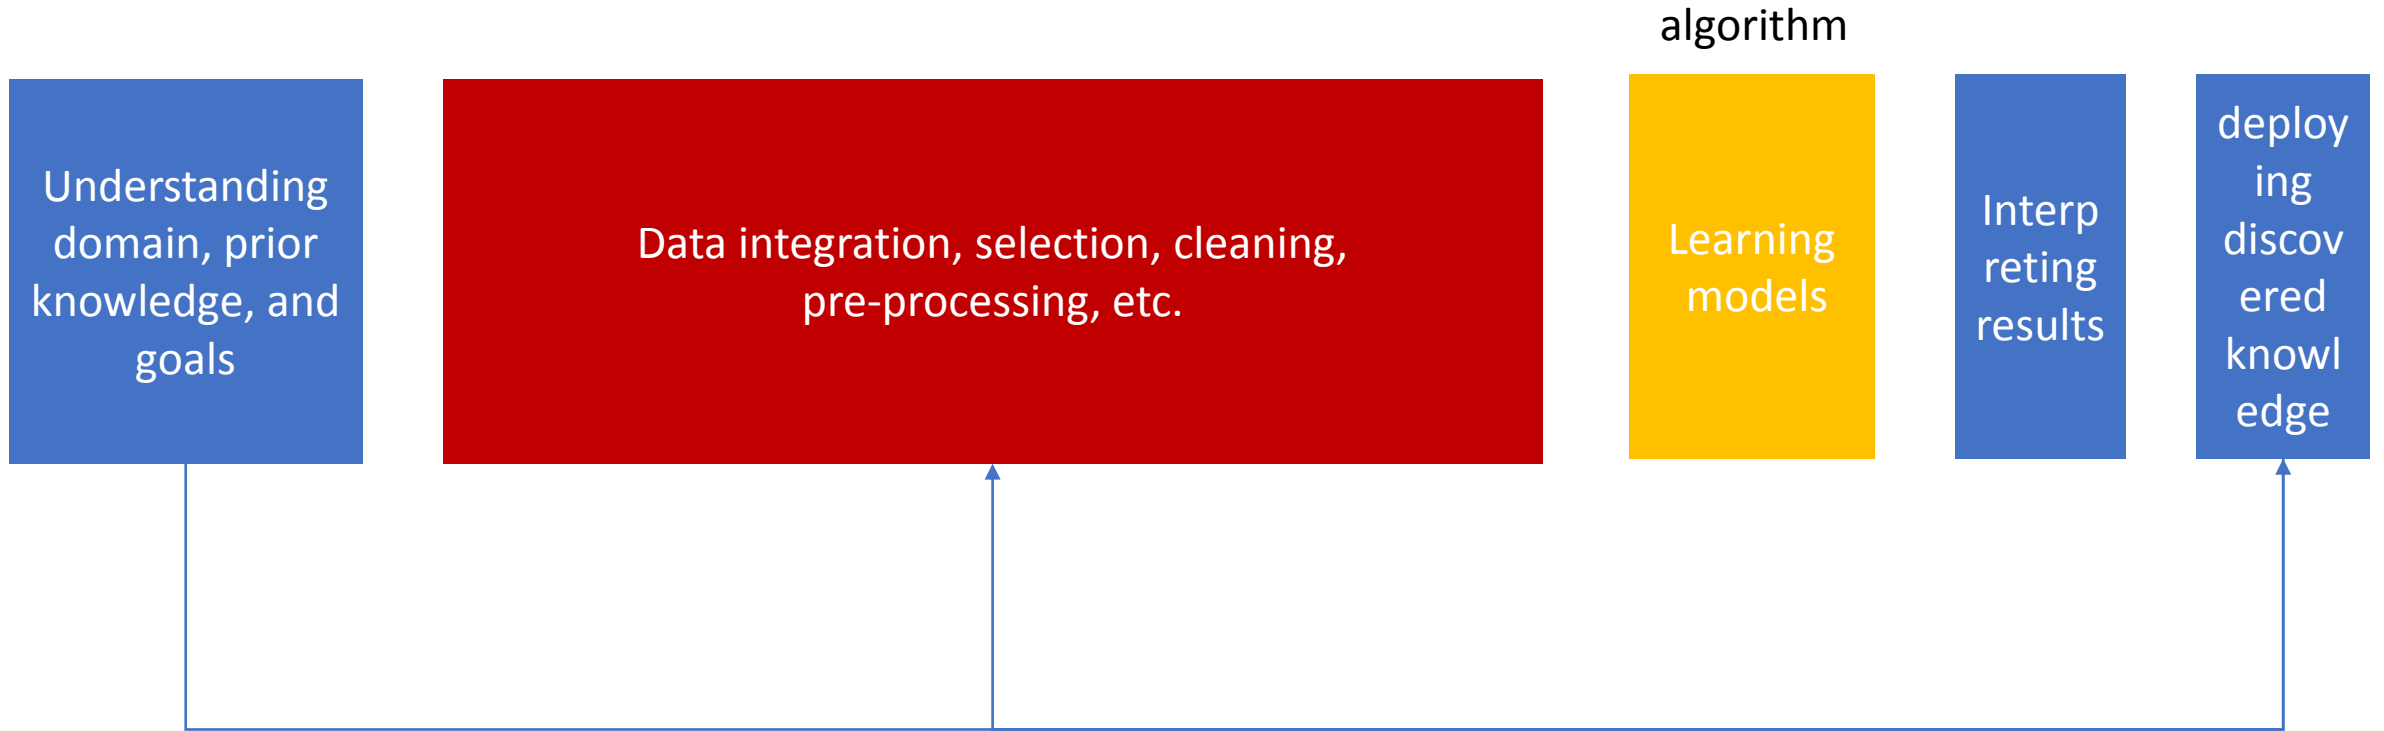 algorithm
Understanding
domain, prior
knowledge, and
goals
Data integration, selection, cleaning,
pre-processing, etc.
Learning
models
Interp
reting
results
deploy
ing
discov
ered
knowl
edge